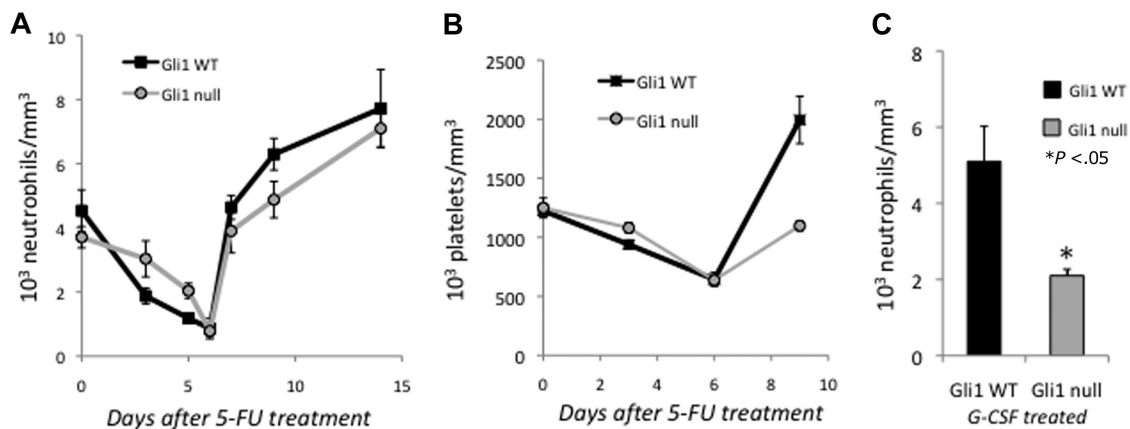 A
10³ neutrophils/mm³
10
8
6
4
2
0
Gli1 WT
Gli1 null
0
5
10
15
Days after 5-FU treatment
B
10³ platelets/mm³
2500
2000
1500
1000
500
0
Gli1 WT
Gli1 null
0
2
4
6
8
10
Days after 5-FU treatment
C
10³ neutrophils/mm³
8
6
4
2
0
Gli1 WT
Gli1 null
*P <.05
*
Gli1 WT Gli1 null
G-CSF treated